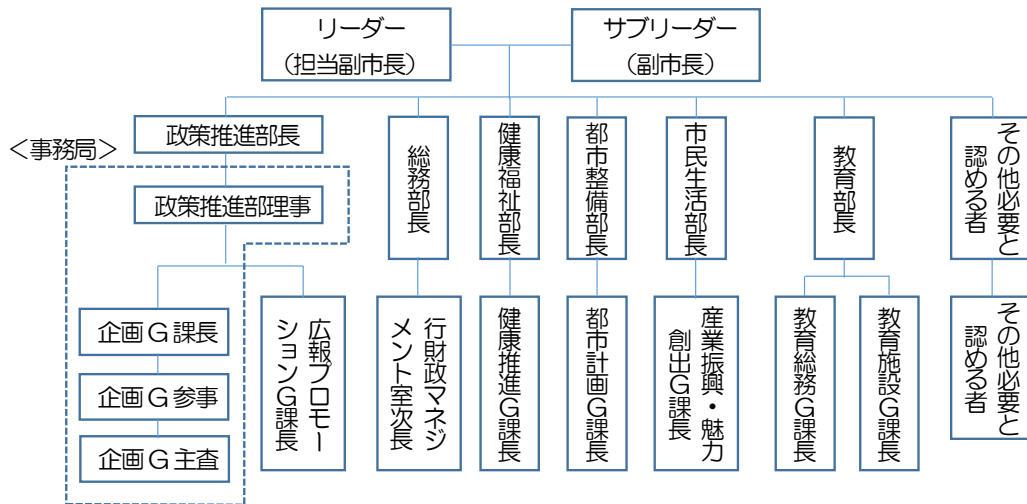 リーダー
（担当副市長）
サブリーダー
（副市長）
＜事務局＞
政策推進部長
政策推進部理事
企画Ｇ課長
企画Ｇ参事
企画Ｇ主査
広報プロモー
ションＧ課長
総務部長
行財政マネジ
メント室次長
健康福祉部長
健康推進Ｇ課長
都市整備部長
都市計画Ｇ課長
市民生活部長
産業振興・魅力
創出Ｇ課長
教育部長
教育総務Ｇ課長
教育施設Ｇ課長
その他必要と
認める者
その他必要と
認める者